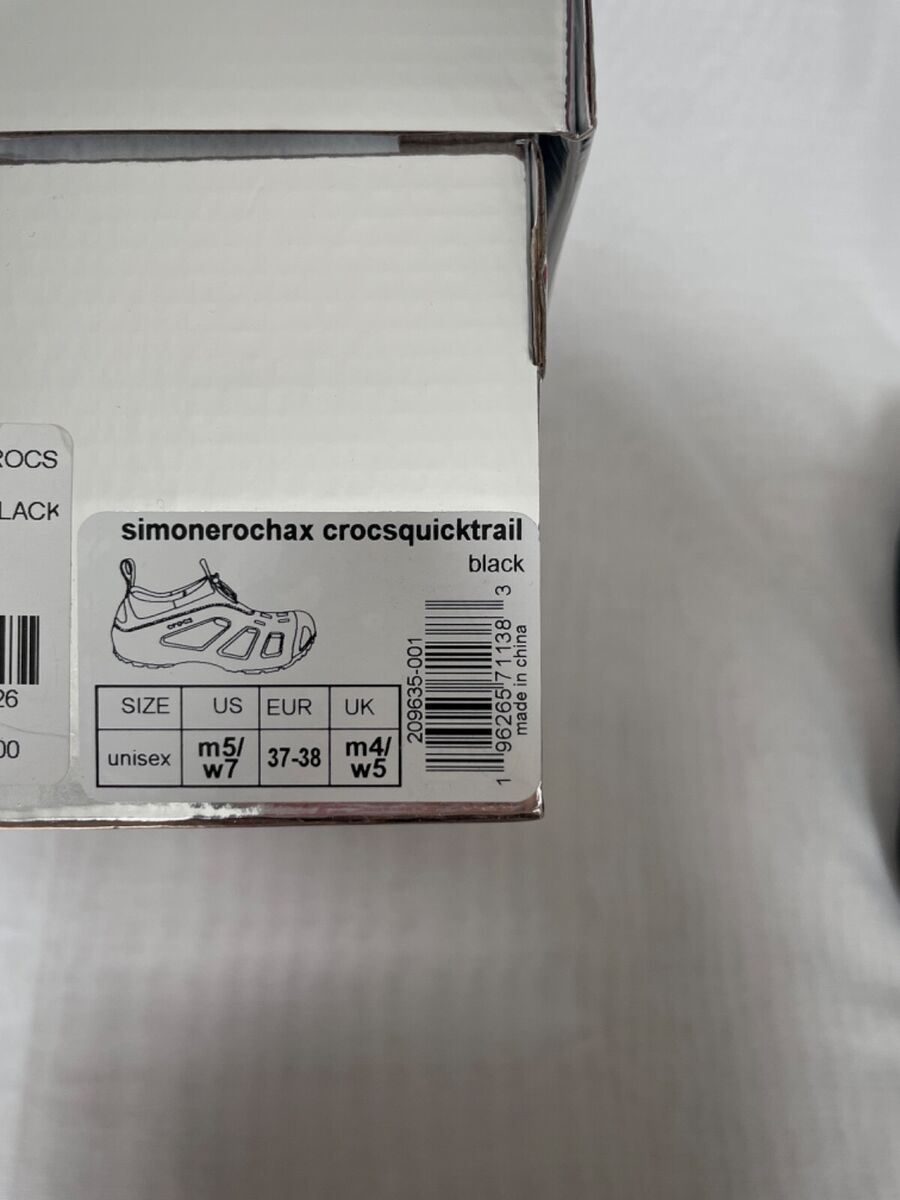 ROCS
LACK
26
00
simonerochax crocsquicktrail
black
crocs
SIZE US EUR UK
unisex m5/ w7 37-38 m4/ w5
209635-001
1 96265 71138 3
made in china